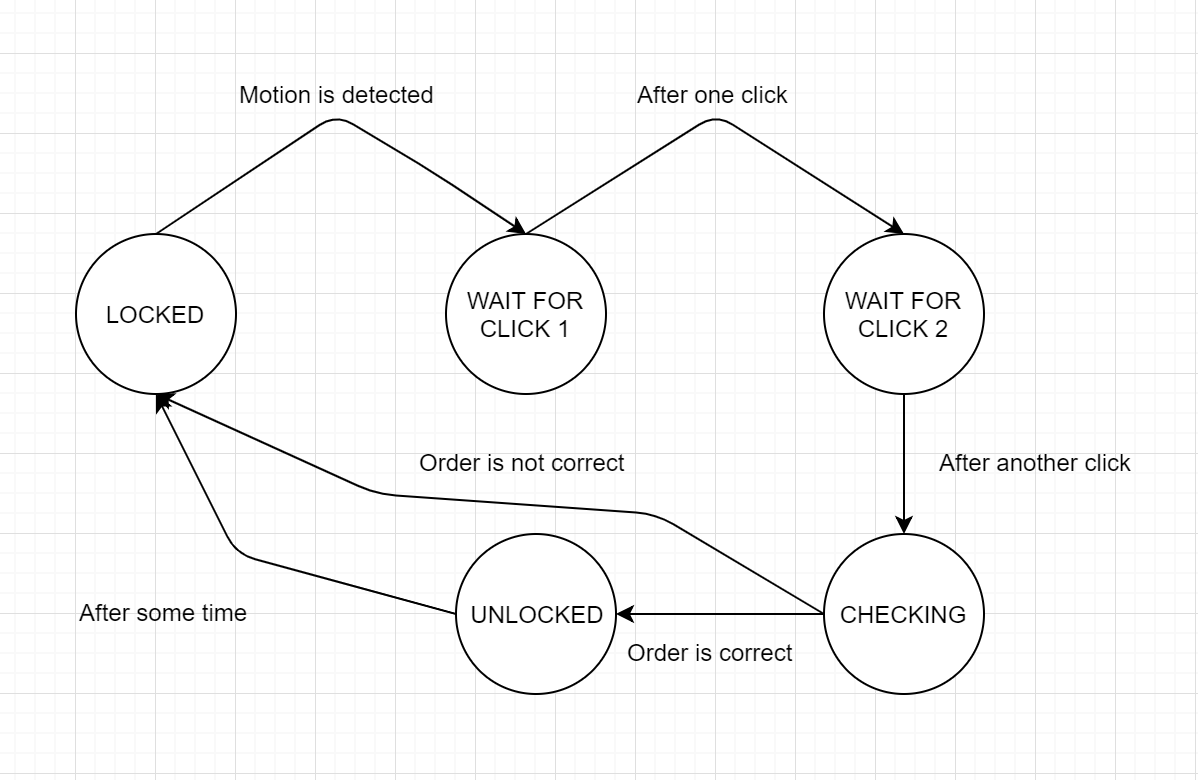 Motion is detected
After one click
LOCKED
WAIT FOR
CLICK 1
WAIT FOR
CLICK 2
Order is not correct
After another click
After some time
UNLOCKED
CHECKING
Order is correct